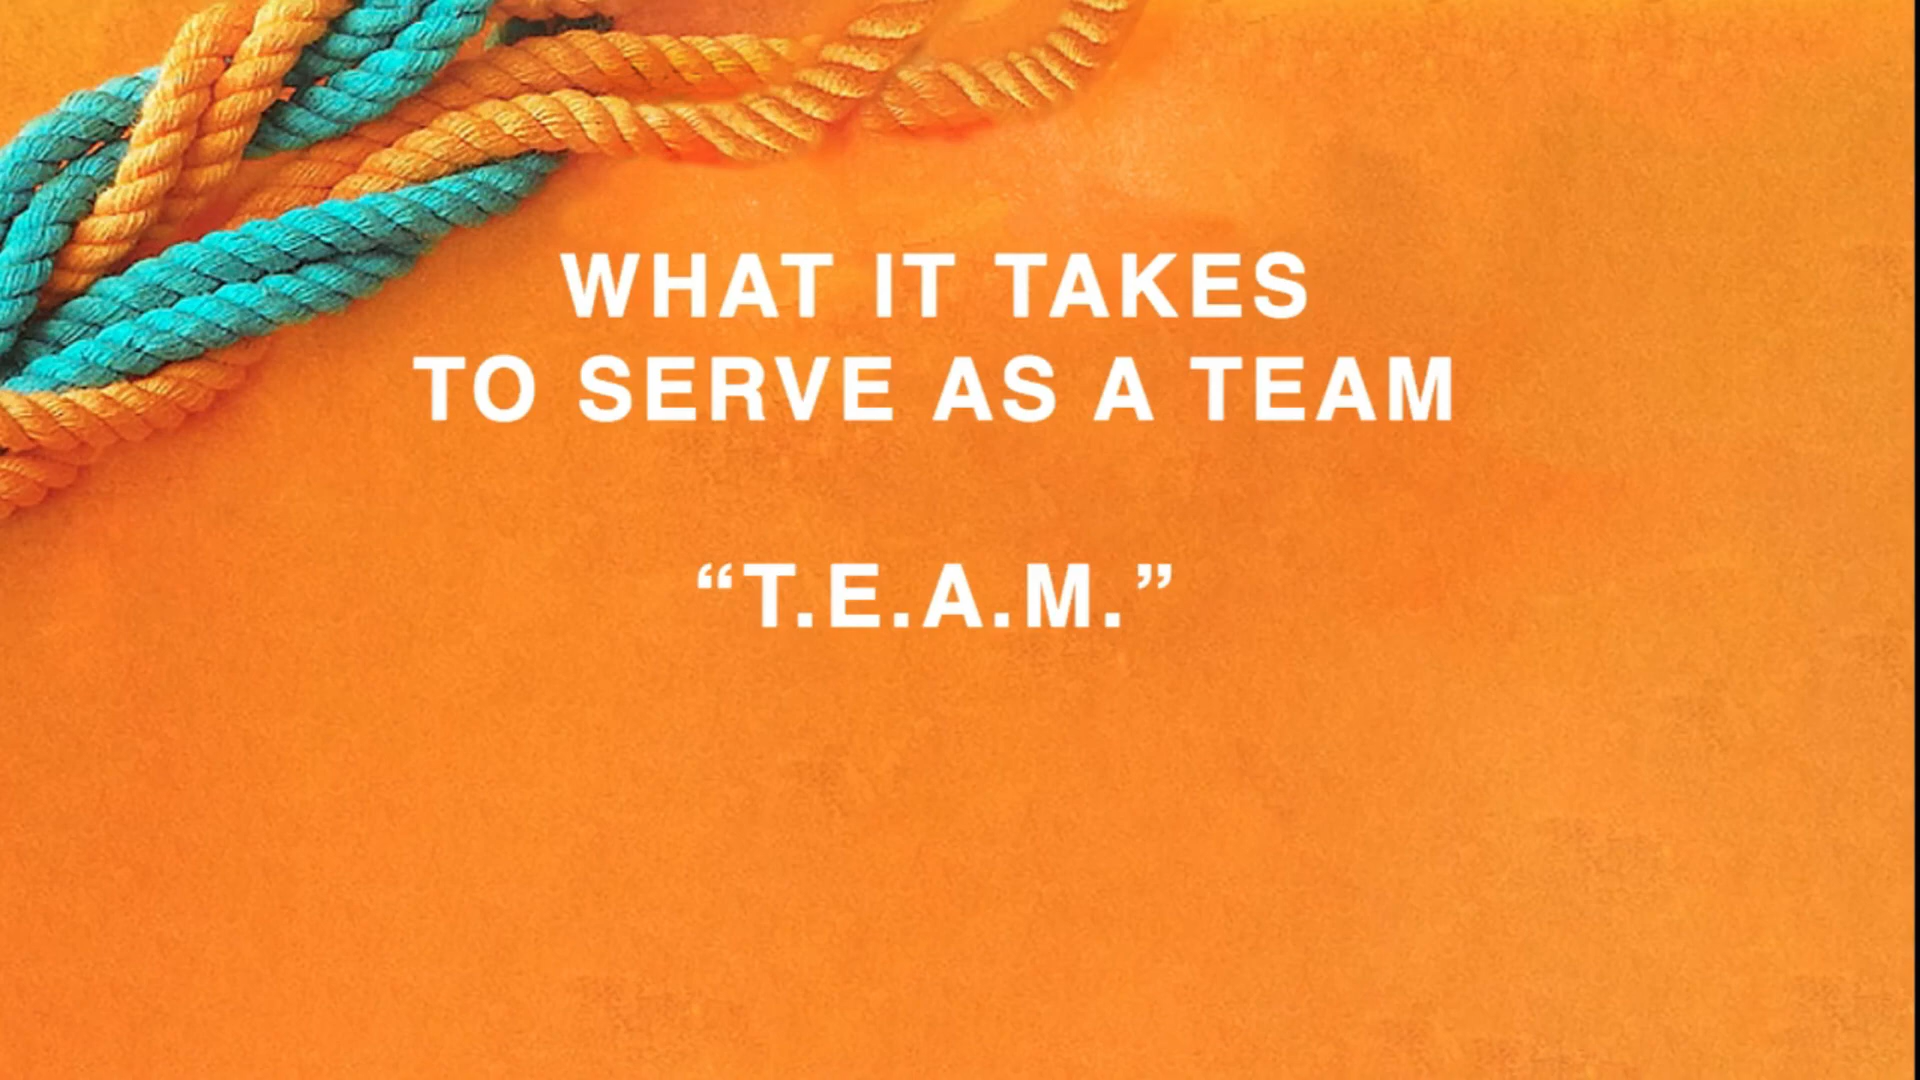 WHAT IT TAKES
TO SERVE AS A TEAM
“T.E.A.M.”